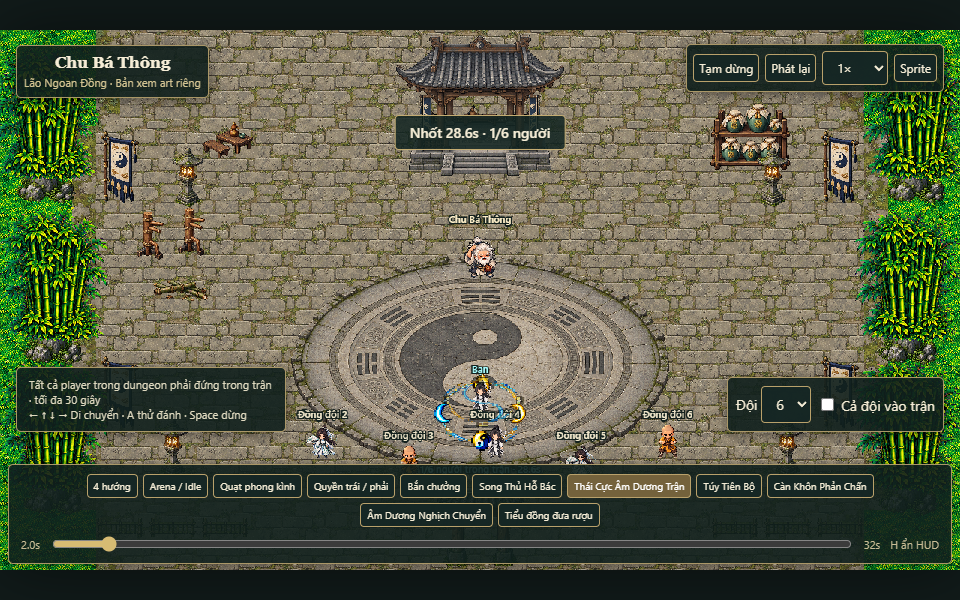 Chu Bá Thông
Lão Ngoan Đồng · Bản xem art riêng
Tạm dừng
Phát lại
1×
Sprite
Nhốt 28.6s · 1/6 người
Chu Bá Thông
Tất cả player trong dungeon phải đứng trong trận
· tối đa 30 giây
←↑↓→ Di chuyển · A thử đánh · Space dừng
Bạn
Đồng đội 2
Đồng đội 4
Đồng đội 6
Đồng đội 3
Đồng đội 5
Đội
6
Cả đội vào trận
4 hướng
Arena / Idle
Quạt phong kình
Quyền trái / phải
Bắn chưởng
Song Thủ Hỗ Bác
Thái Cực Âm Dương Trận
Túy Tiên Bộ
Càn Khôn Phản Chấn
Âm Dương Nghịch Chuyển
Tiểu đồng đưa rượu
2.0s
32s
H ẩn HUD